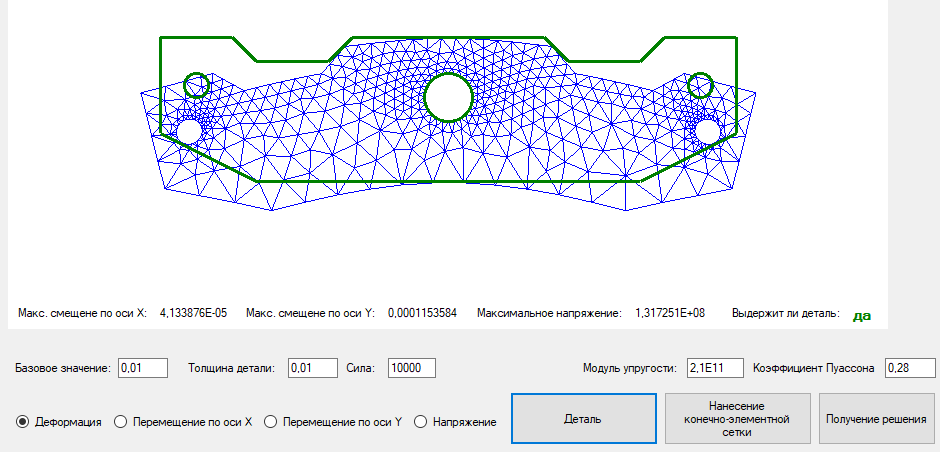 Макс. смещене по оси X: 4,133876E-05 Макс. смещене по оси Y: 0,0001153584 Максимальное напряжение: 1,317251E+08 Выдержит ли деталь: да
Базовое значение: 0,01 Толщина детали: 0,01 Сила: 10000 Модуль упругости: 2,1E11 Коэффициент Пуассона 0,28
Деформация Перемещение по оси X Перемещение по оси Y Напряжение
Деталь
Нанесение
конечно-элементной
сетки
Получение решения